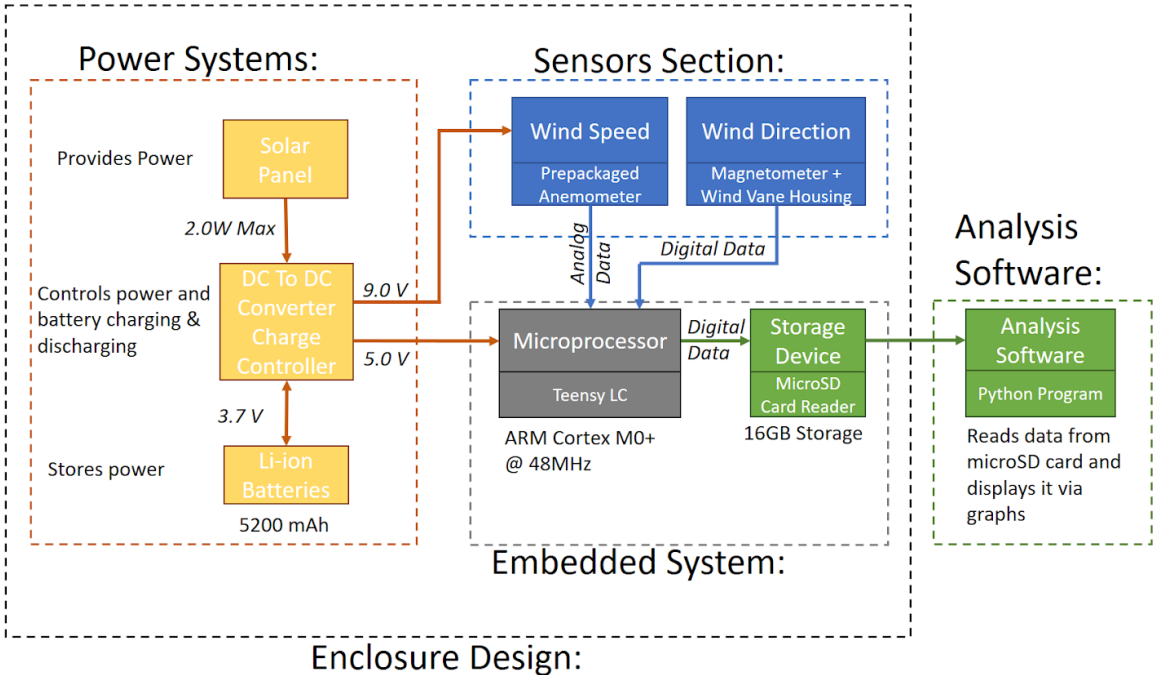 Power Systems:
Provides Power
Solar
Panel
2.0W Max
Controls power and
battery charging &
discharging
DC To DC
Converter
Charge
Controller
9.0 V
5.0 V
3.7 V
Stores power
Li-ion
Batteries
5200 mAh
Sensors Section:
Wind Speed
Prepackaged
Anemometer
Wind Direction
Magnetometer +
Wind Vane Housing
Analog
Data
Digital Data
Microprocessor
Teensy LC
ARM Cortex M0+
@ 48MHz
Digital
Data
Storage
Device
MicroSD
Card Reader
16GB Storage
Embedded System:
Analysis
Software:
Analysis
Software
Python Program
Reads data from
microSD card and
displays it via
graphs
Enclosure Design: